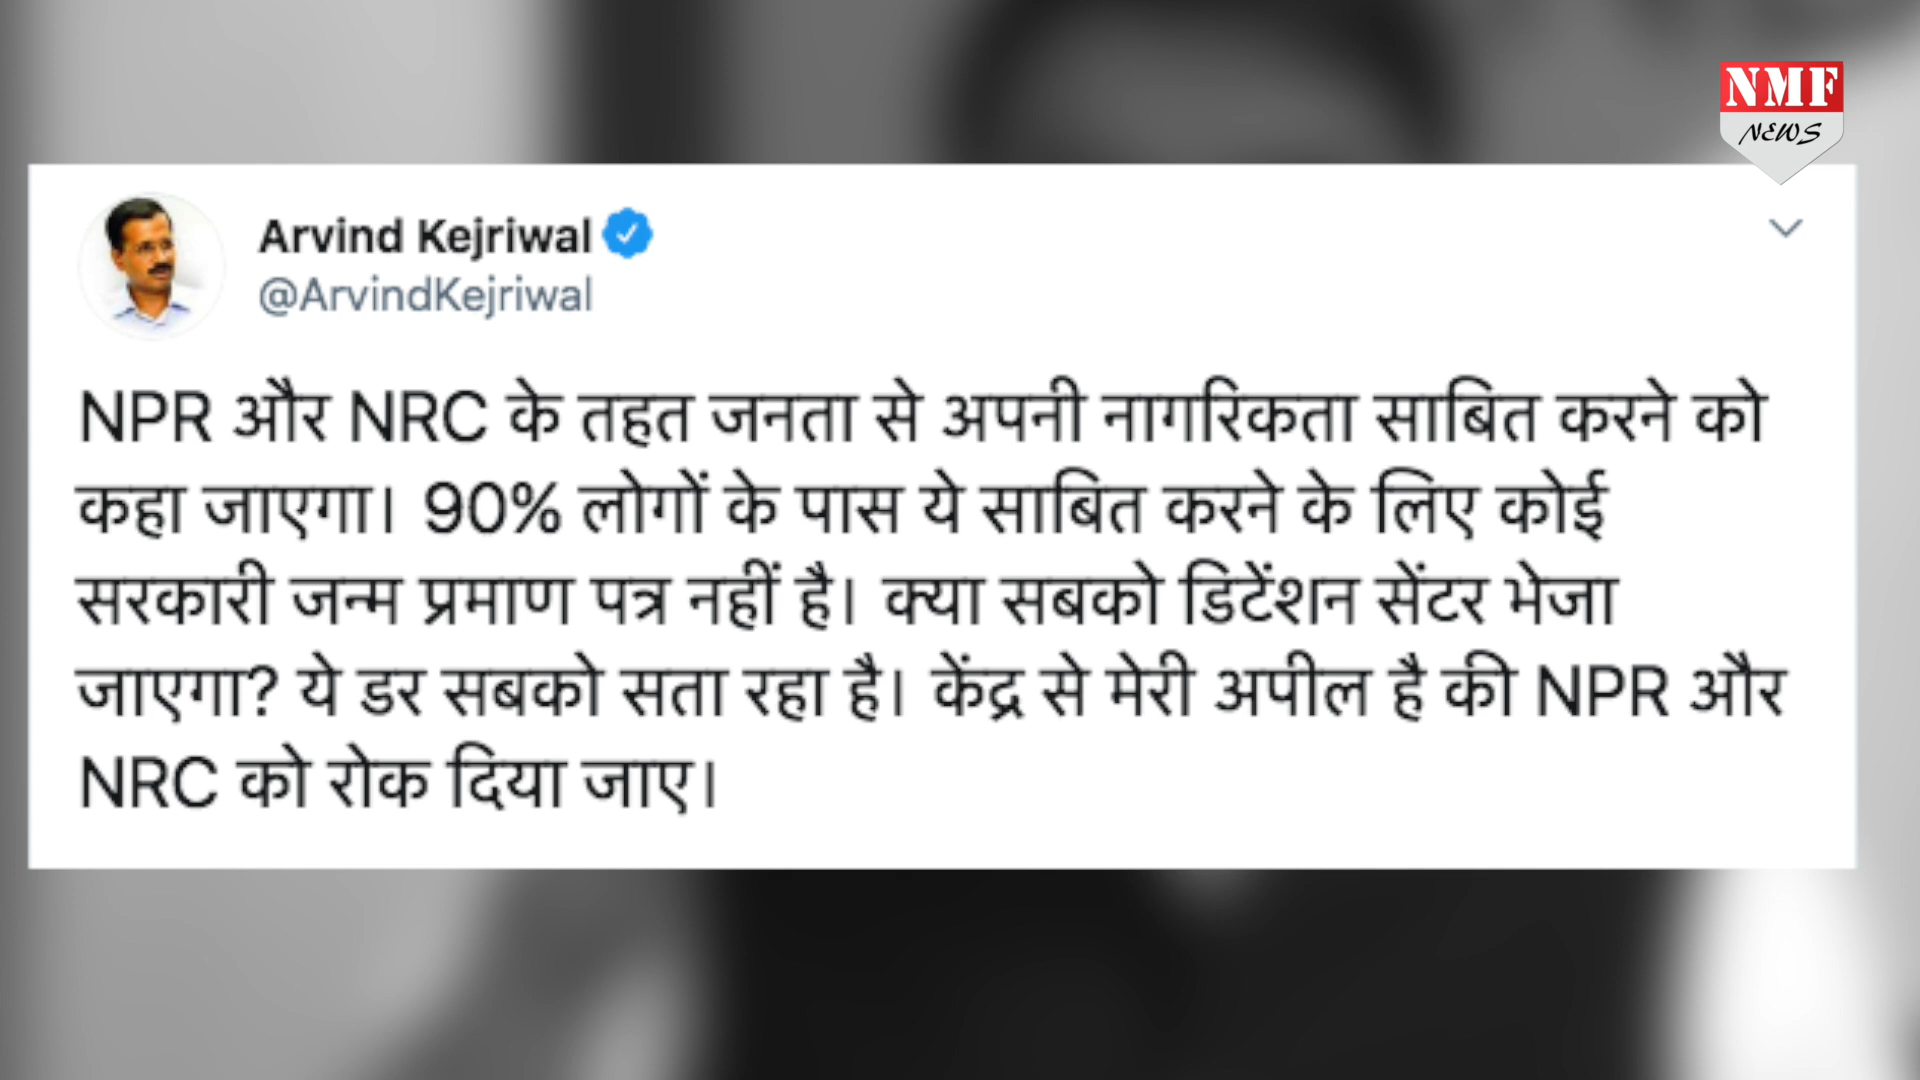 NMF
NEWS
Arvind Kejriwal
@ArvindKejriwal
NPR और NRC के तहत जनता से अपनी नागरिकता साबित करने को
कहा जाएगा। 90% लोगों के पास ये साबित करने के लिए कोई
सरकारी जन्म प्रमाण पत्र नहीं है। क्या सबको डिटेंशन सेंटर भेजा
जाएगा? ये डर सबको सता रहा है। केंद्र से मेरी अपील है की NPR और
NRC को रोक दिया जाए।